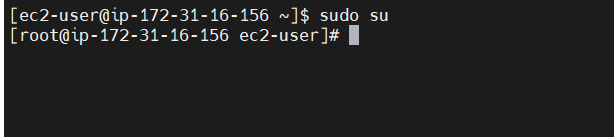 [ec2-user@ip-172-31-16-156 ~]$ sudo su
[root@ip-172-31-16-156 ec2-user]#